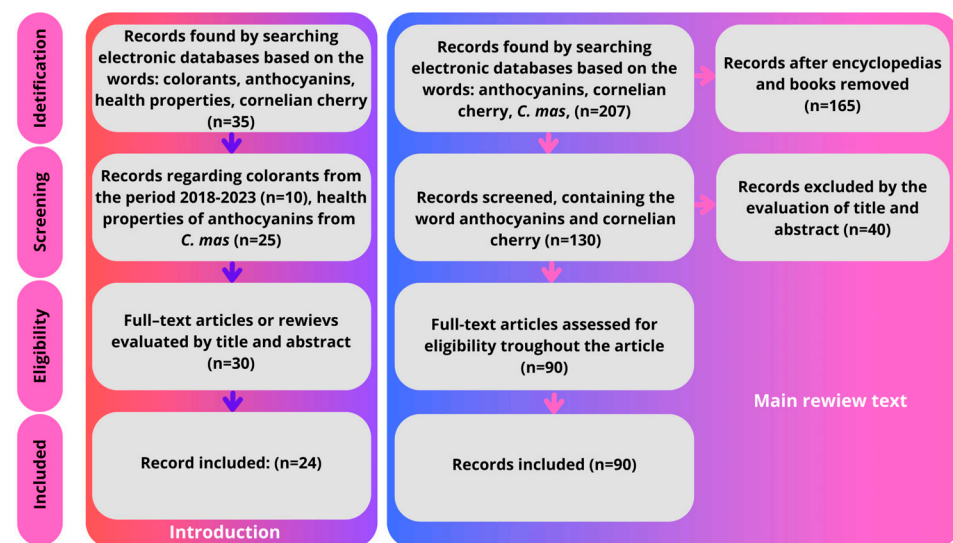 Idetification
Records found by searching
electronic databases based on the
words: colorants, anthocyanins,
health properties, cornelian cherry
(n=35)
Records found by searching
electronic databases based on the
words: anthocyanins, cornelian
cherry, C. mas, (n=207)
Records after encyclopedias
and books removed
(n=165)
Screening
Records regarding colorants from
the period 2018-2023 (n=10), health
properties of anthocyanins from
C. mas (n=25)
Records screened, containing the
word anthocyanins and cornelian
cherry (n=130)
Records excluded by the
evaluation of title and
abstract (n=40)
Eligibility
Full–text articles or rewievs
evaluated by title and abstract
(n=30)
Full-text articles assessed for
eligibility troughout the article
(n=90)
Main rewiew text
Included
Record included: (n=24)
Records included (n=90)
Introduction